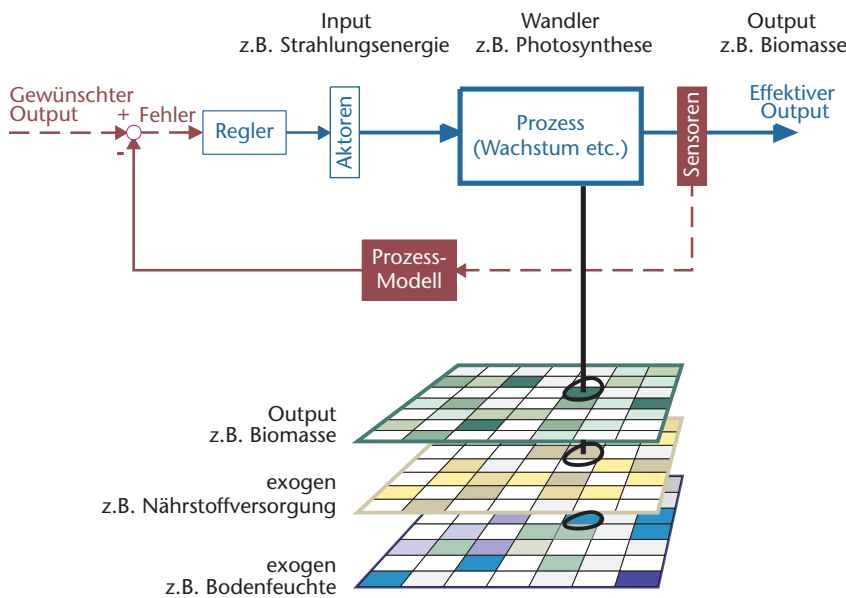 Input
z.B. Strahlungsenergie
Wandler
z.B. Photosynthese
Output
z.B. Biomasse
Gewünschter
Output
+
-
Fehler
Regler
Aktoren
Prozess
(Wachstum etc.)
Sensoren
Effektiver
Output
Prozess-
Modell
Output
z.B. Biomasse
exogen
z.B. Nährstoffversorgung
exogen
z.B. Bodenfeuchte